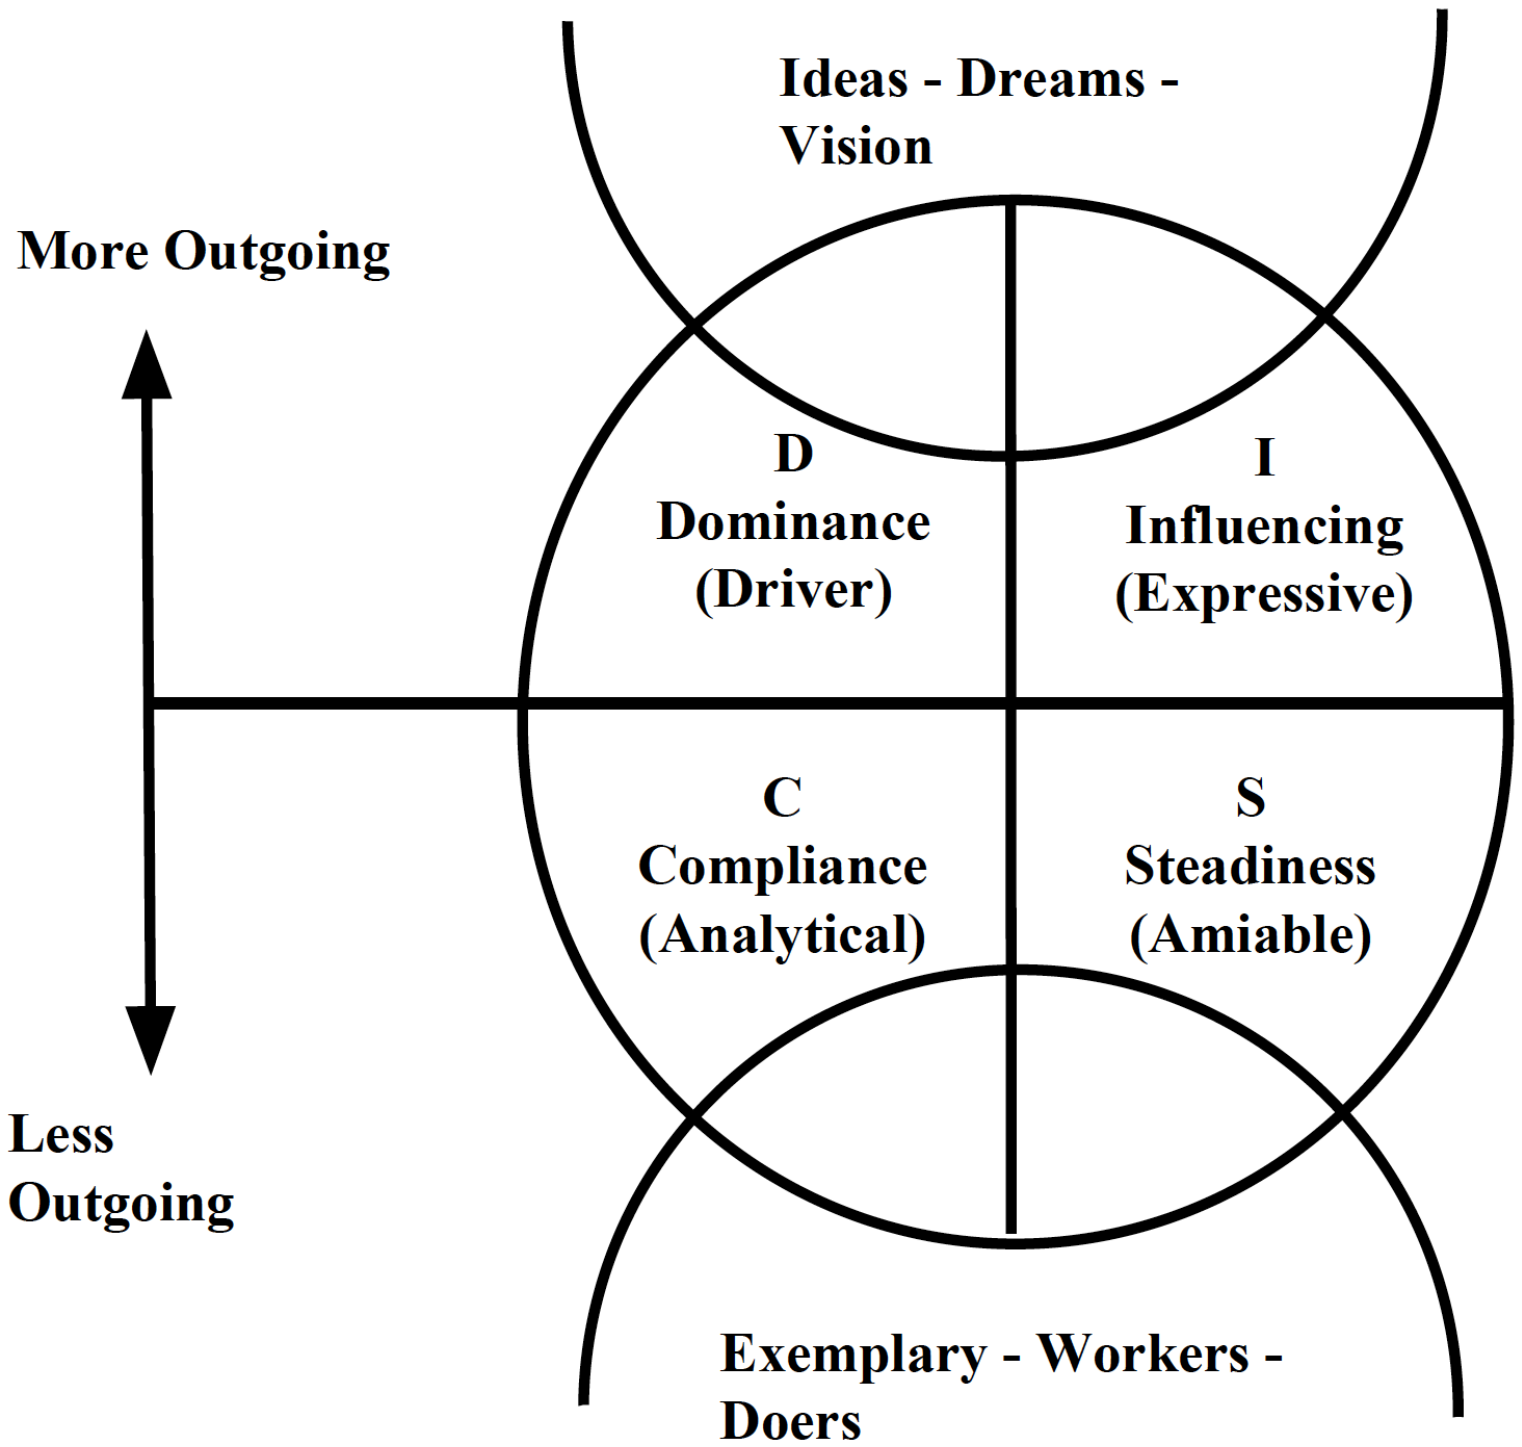 Ideas - Dreams -
Vision
More Outgoing
D
Dominance
(Driver)
I
Influencing
(Expressive)
C
Compliance
(Analytical)
S
Steadiness
(Amiable)
Less
Outgoing
Exemplary - Workers -
Doers